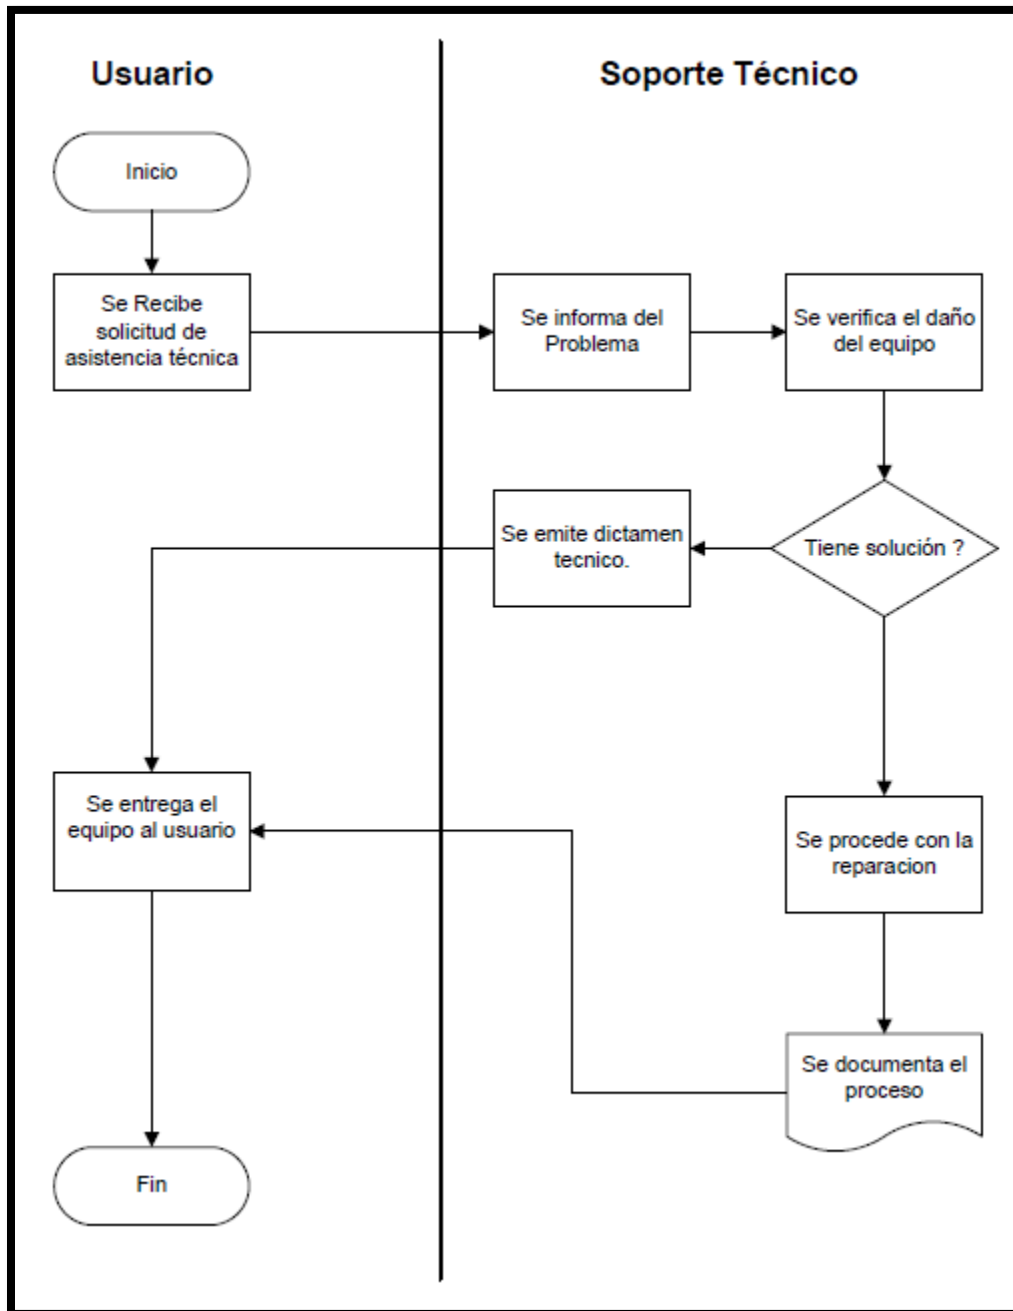 Usuario
Soporte Técnico
Inicio
Se Recibe
solicitud de
asistencia técnica
Se informa del
Problema
Se verifica el daño
del equipo
Tiene solución ?
Se emite dictamen
tecnico.
Se entrega el
equipo al usuario
Se procede con la
reparacion
Se documenta el
proceso
Fin